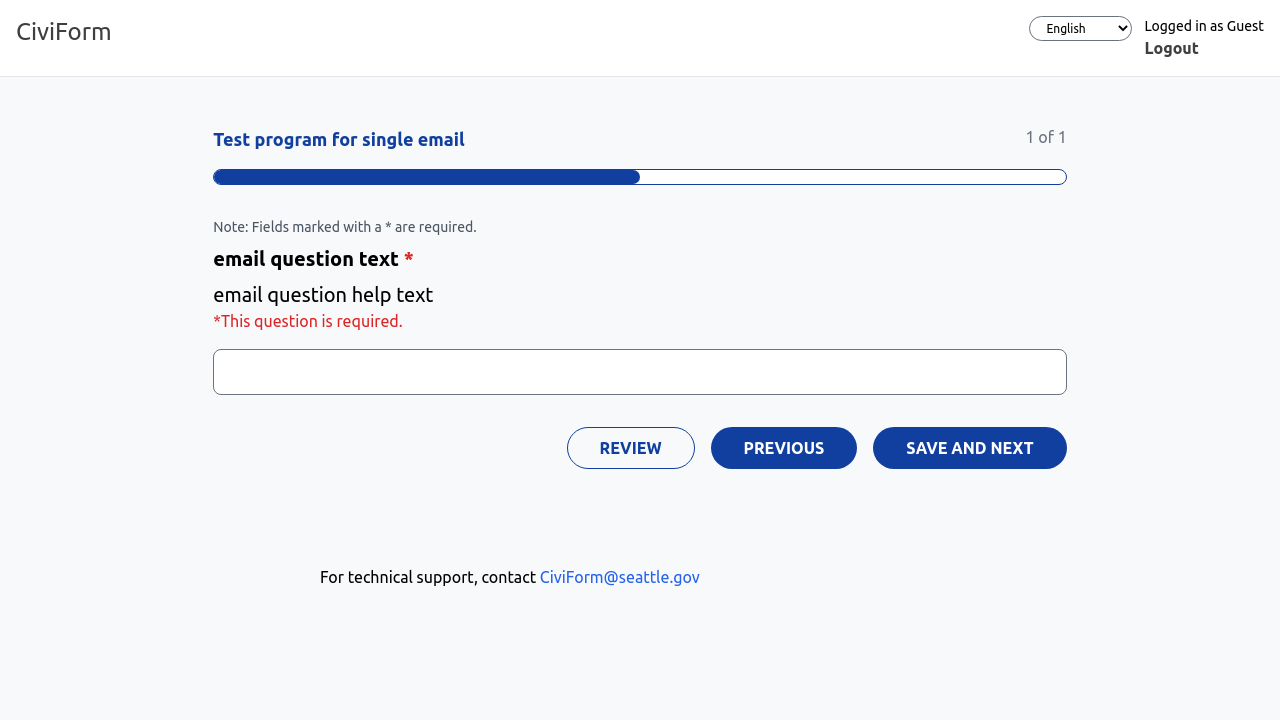 CiviForm
English
Logged in as Guest
Logout
Test program for single email
1 of 1
Note: Fields marked with a * are required.
email question text *
email question help text
*This question is required.
REVIEW
PREVIOUS
SAVE AND NEXT
For technical support, contact CiviForm@seattle.gov